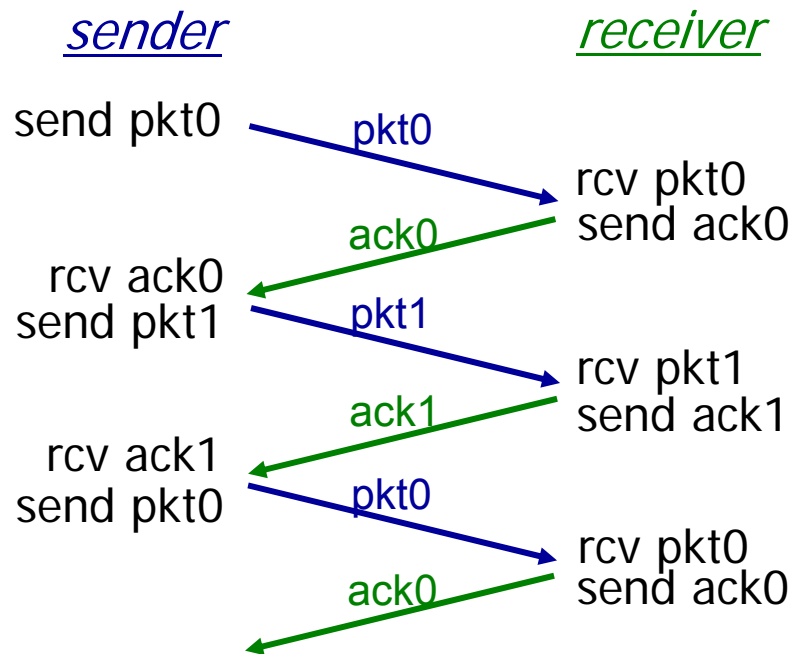 sender
receiver
send pkt0
pkt0
rcv pkt0
send ack0
ack0
rcv ack0
send pkt1
pkt1
rcv pkt1
send ack1
ack1
rcv ack1
send pkt0
pkt0
rcv pkt0
send ack0
ack0